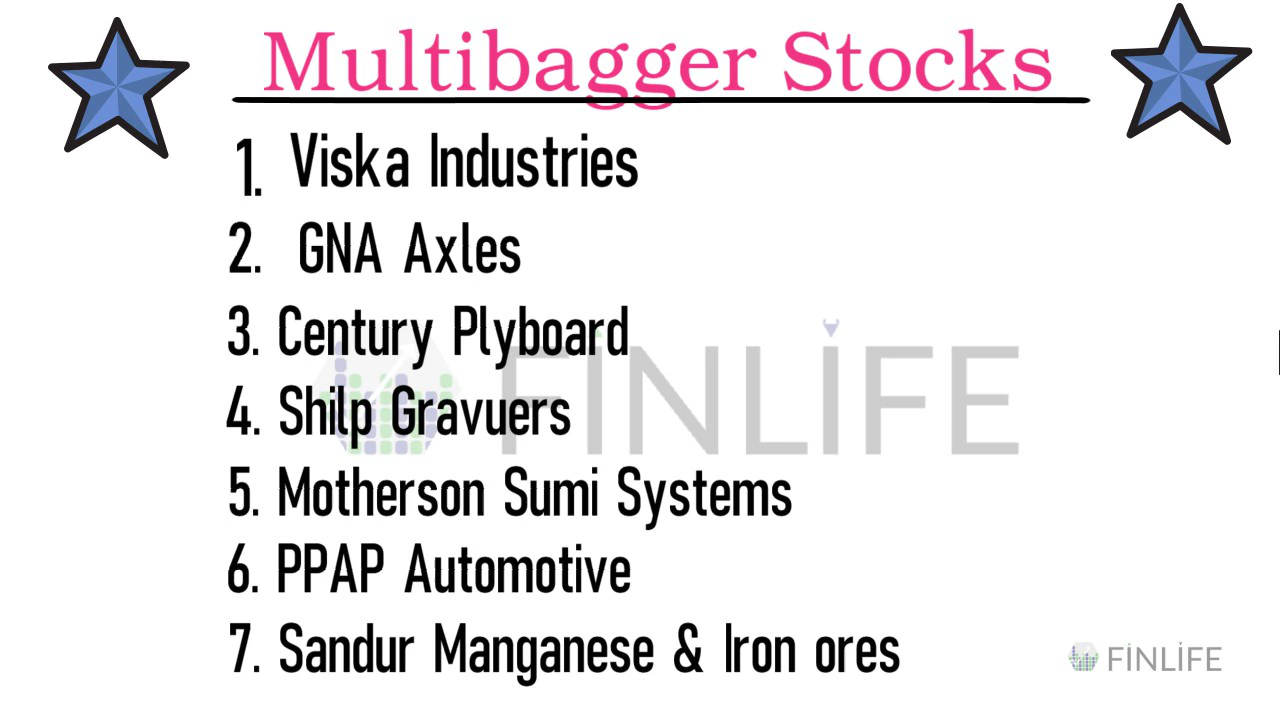 Multibagger Stocks
1. Viska Industries
2. GNA Axles
3. Century Plyboard
4. Shilp Gravuers
5. Motherson Sumi Systems
6. PPAP Automotive
7. Sandur Manganese & Iron ores
FINLIFE
FINLIFE